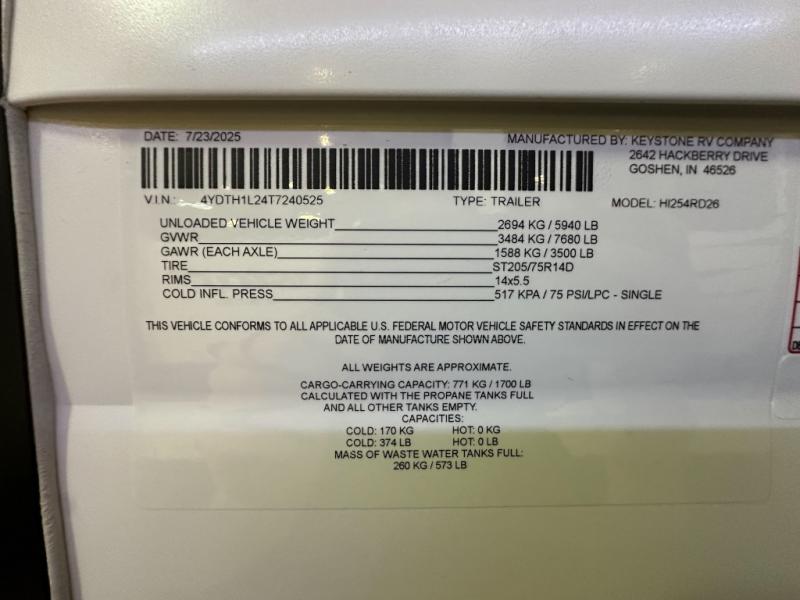 DATE: 7/23/2025
MANUFACTURED BY: KEYSTONE RV COMPANY
2642 HACKBERRY DRIVE
GOSHEN, IN 46526
V.I.N.: 4YDTH1L24T7240525 TYPE: TRAILER MODEL: HI254RD26
UNLOADED VEHICLE WEIGHT 2694 KG / 5940 LB
GVWR 3484 KG / 7680 LB
GAWR (EACH AXLE) 1588 KG / 3500 LB
TIRE ST205/75R14D
RIMS 14x5.5
COLD INFL. PRESS 517 KPA / 75 PSI/LPC - SINGLE
THIS VEHICLE CONFORMS TO ALL APPLICABLE U.S. FEDERAL MOTOR VEHICLE SAFETY STANDARDS IN EFFECT ON THE
DATE OF MANUFACTURE SHOWN ABOVE.
ALL WEIGHTS ARE APPROXIMATE.
CARGO-CARRYING CAPACITY: 771 KG / 1700 LB
CALCULATED WITH THE PROPANE TANKS FULL
AND ALL OTHER TANKS EMPTY.
CAPACITIES:
COLD: 170 KG HOT: 0 KG
COLD: 374 LB HOT: 0 LB
MASS OF WASTE WATER TANKS FULL:
260 KG / 573 LB